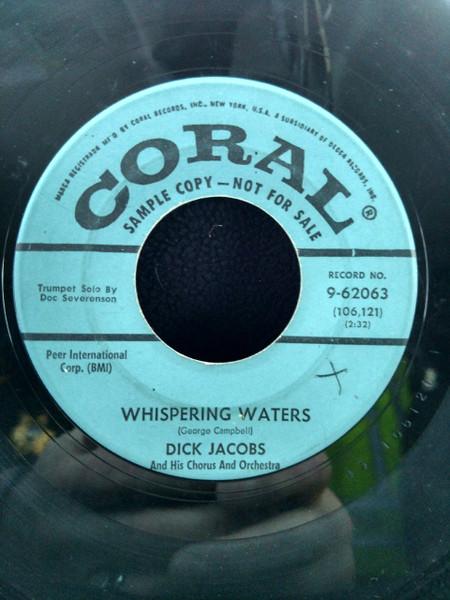 MARCA REGISTRADA MF'D BY CORAL RECORDS, INC., NEW YORK, U.S.A. A SUBSIDIARY OF DECCA RECORDS, INC.
CORAL®
SAMPLE COPY — NOT FOR SALE
Trumpet Solo By
Doc Severenson
RECORD NO.
9-62063
(106,121)
(2:32)
Peer International
Corp. (BMI)
WHISPERING WATERS
(George Campbell)
DICK JACOBS
And His Chorus And Orchestra